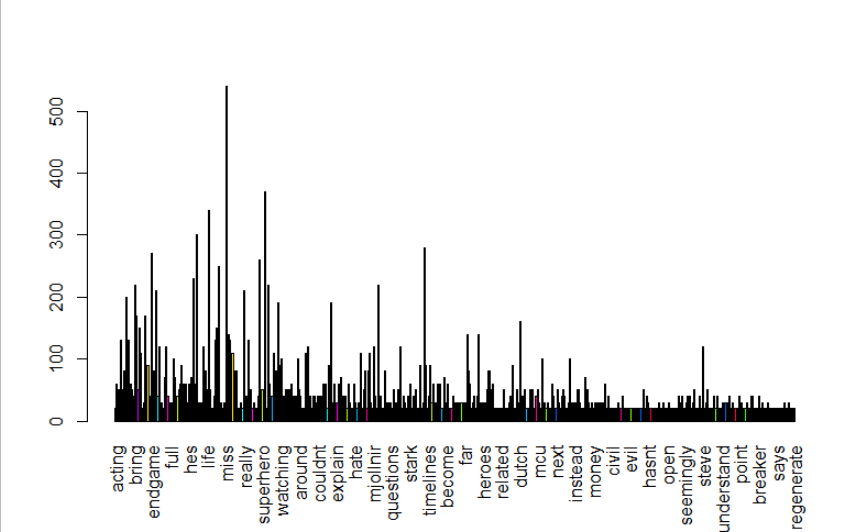 500
400
300
200
100
0
acting
bring
endgame
full
hes
life
miss
really
superhero
watching
around
couldnt
explain
hate
mjollnir
questions
stark
timelines
become
far
heroes
related
dutch
mcu
next
instead
money
civil
evil
hasnt
open
seemingly
steve
understand
point
breaker
says
regenerate